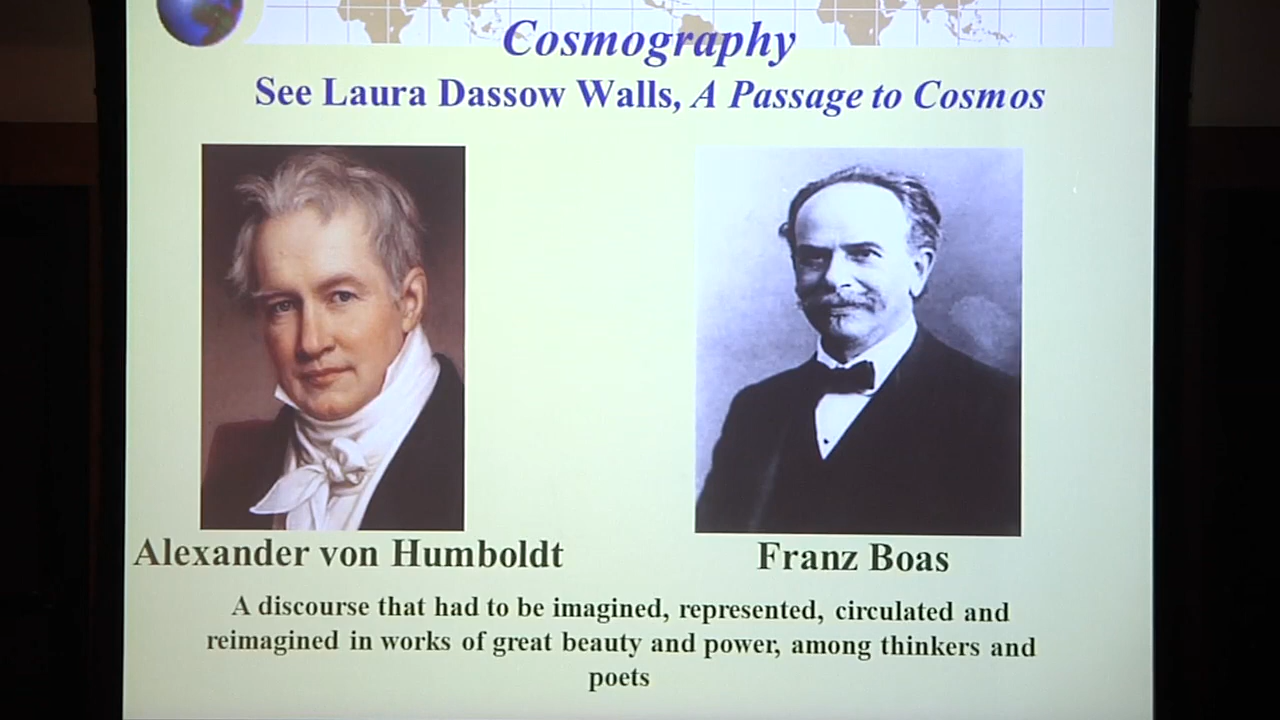 Cosmography
See Laura Dassow Walls, A Passage to Cosmos
Alexander von Humboldt
Franz Boas
A discourse that had to be imagined, represented, circulated and
reimagined in works of great beauty and power, among thinkers and
poets